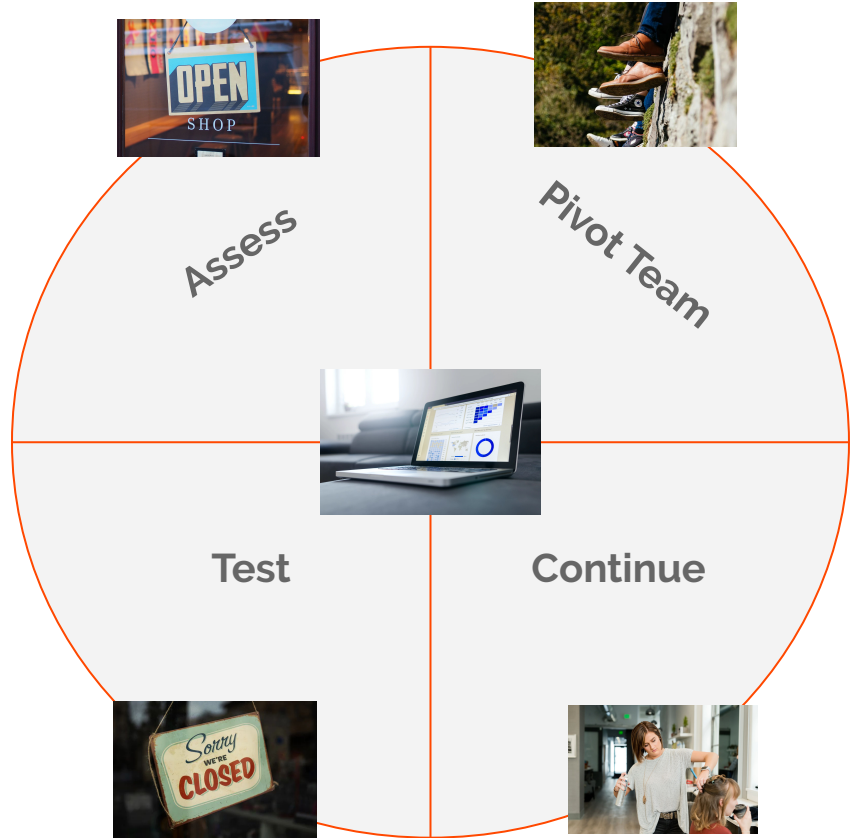 OPEN
SHOP
Assess
Pivot Team
Test
Continue
Sorry
WE'RE
CLOSED